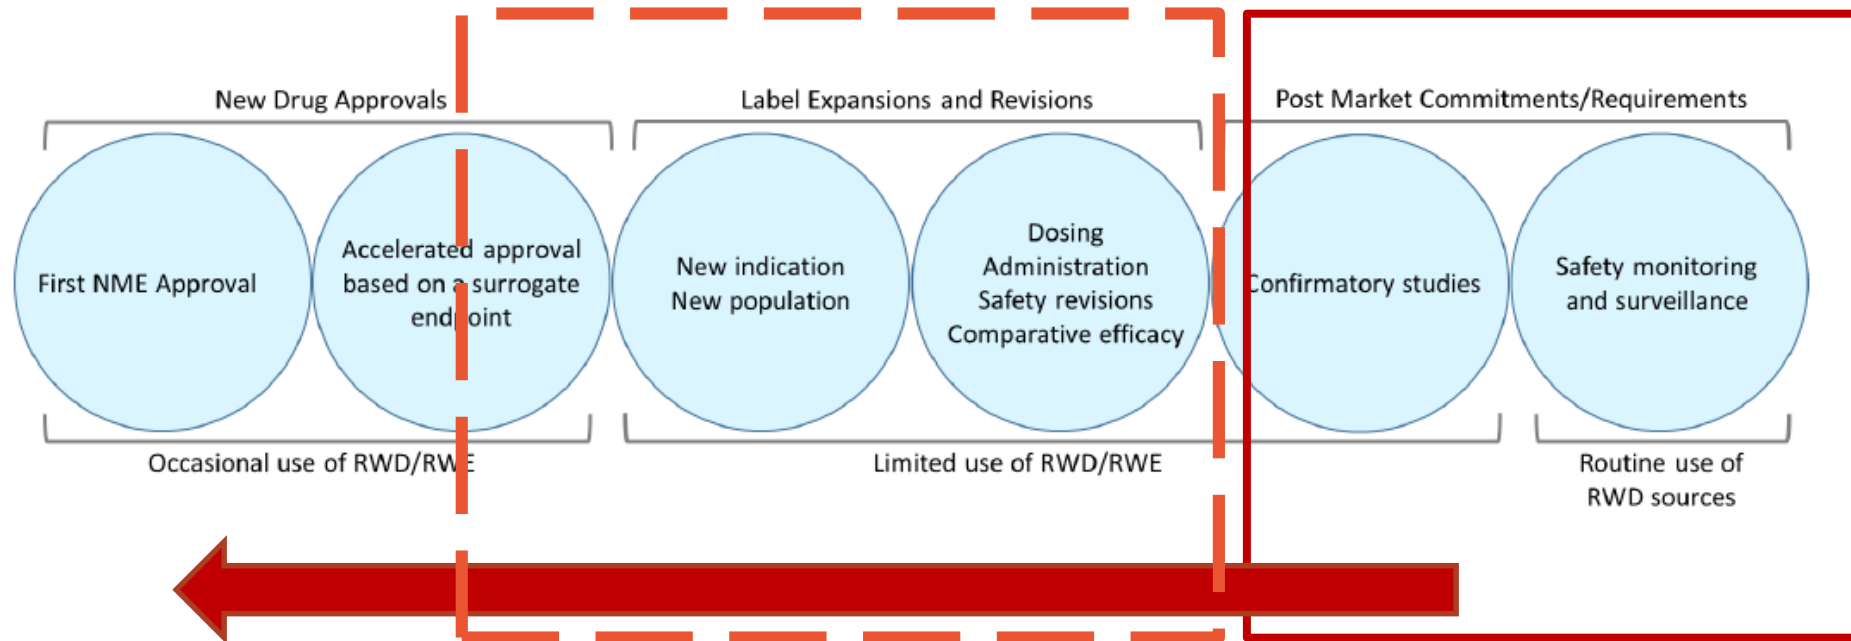 New Drug Approvals
Label Expansions and Revisions
Post Market Commitments/Requirements
First NME Approval
Accelerated approval
based on a surrogate
endpoint
New indication
New population
Dosing
Administration
Safety revisions
Comparative efficacy
Confirmatory studies
Safety monitoring
and surveillance
Occasional use of RWD/RWE
Limited use of RWD/RWE
Routine use of
RWD sources